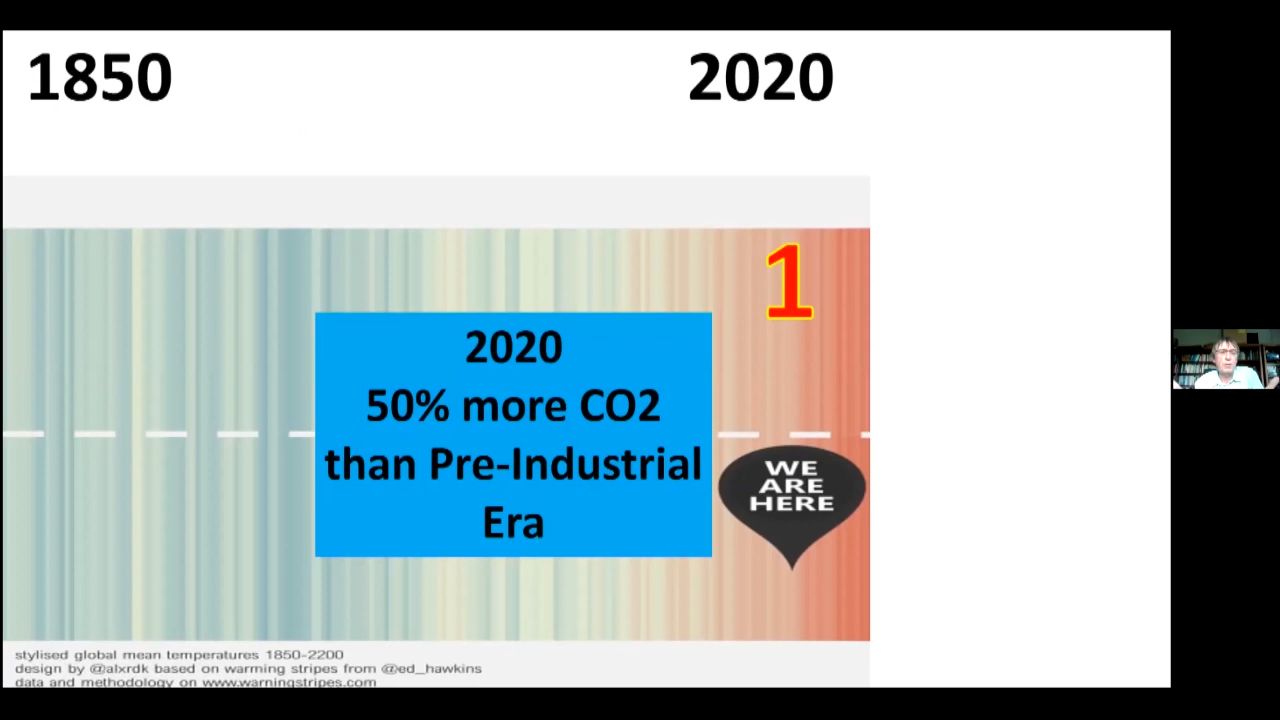 1850
2020
1
2020
50% more CO2
than Pre-Industrial
Era
WE
ARE
HERE
stylised global mean temperatures 1850-2200
design by @alxrdk based on warming stripes from @ed_hawkins
data and methodology on www.warningstripes.com